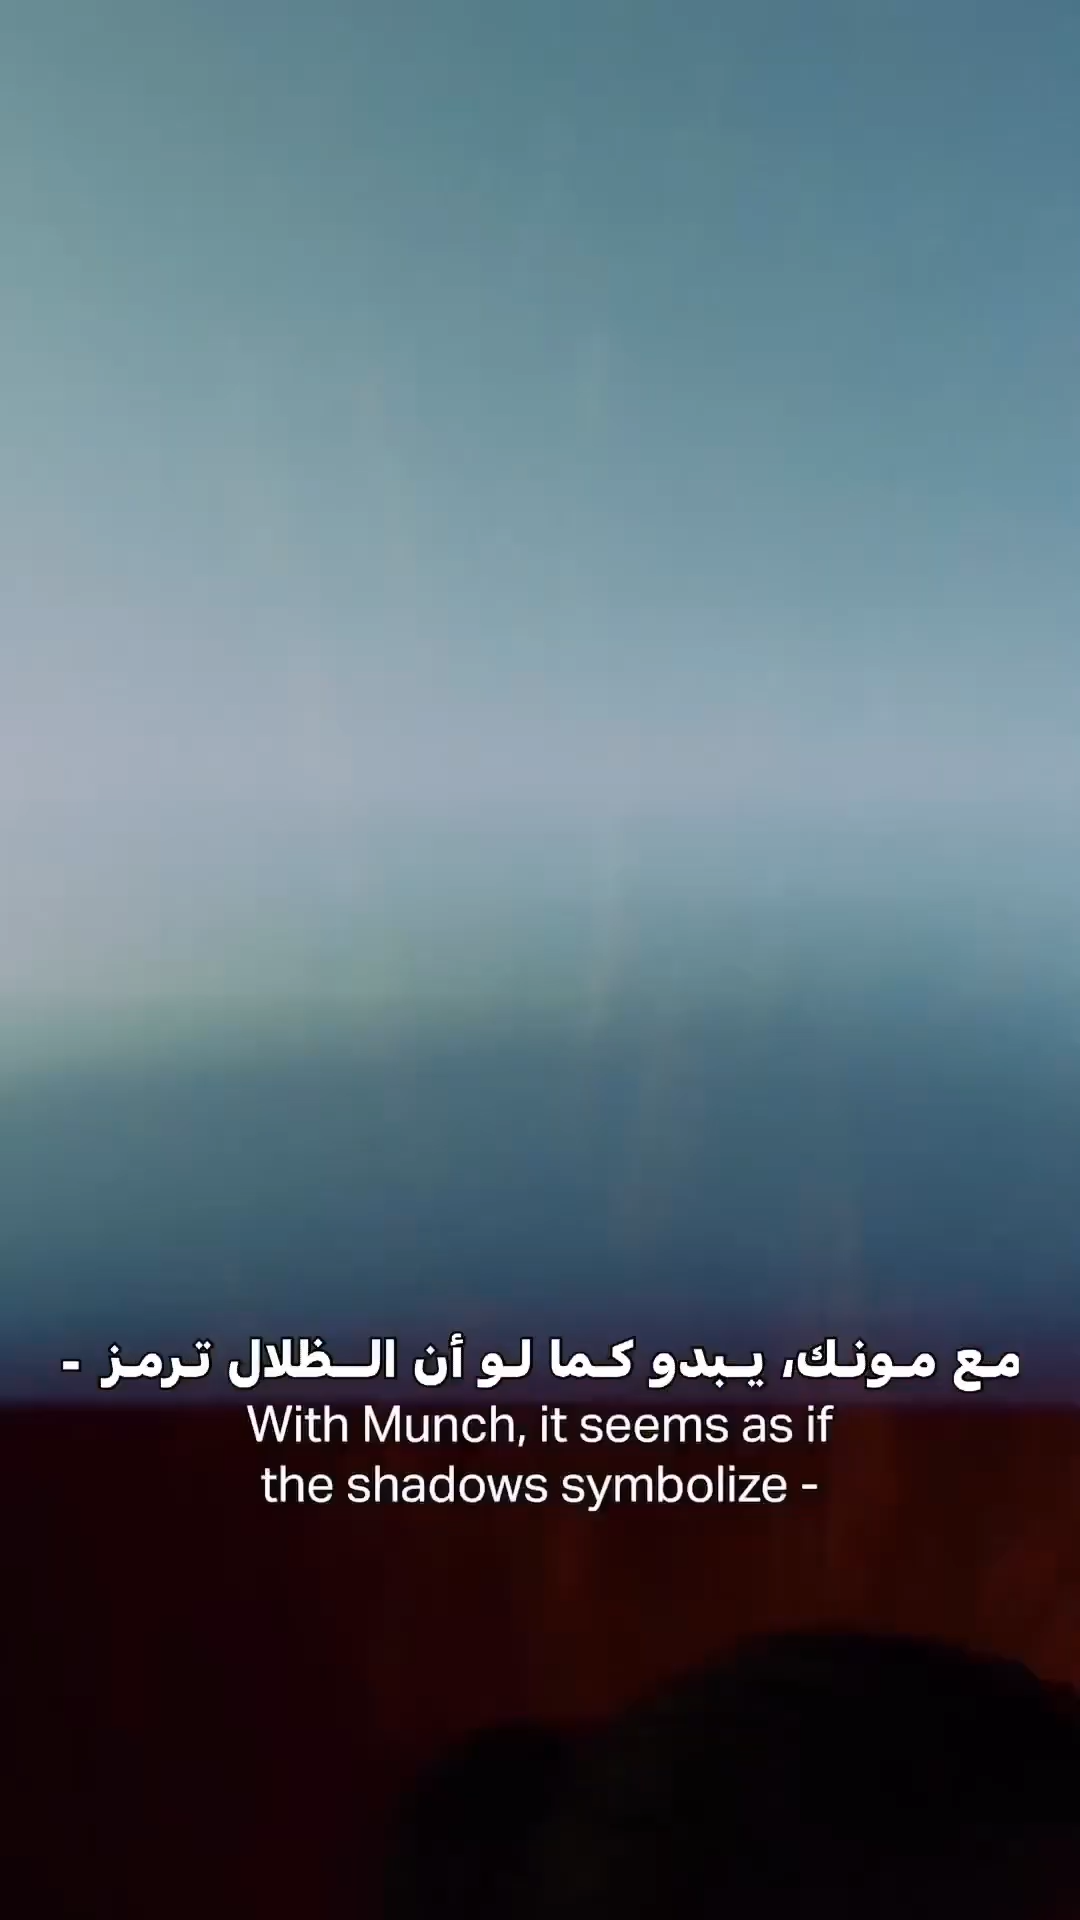 مع مونك، يبدو كما لو أن الظلال ترمز -
With Munch, it seems as if
the shadows symbolize -